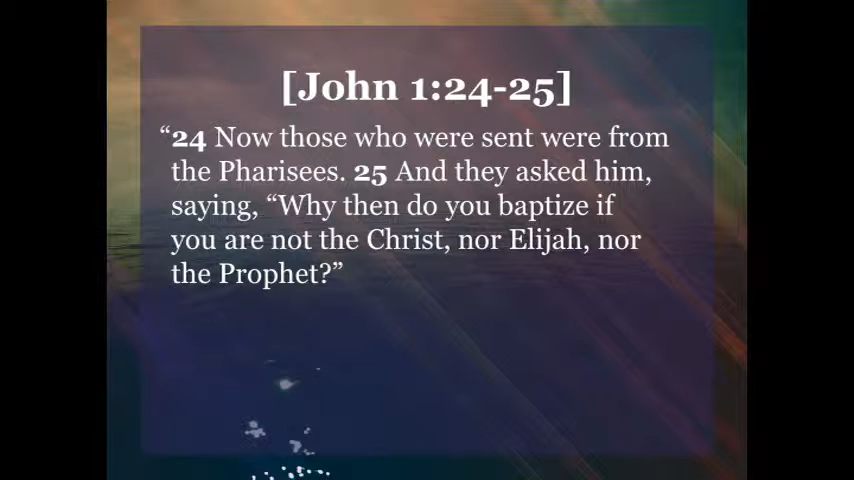 [John 1:24-25]
“24 Now those who were sent were from
the Pharisees. 25 And they asked him,
saying, “Why then do you baptize if
you are not the Christ, nor Elijah, nor
the Prophet?”